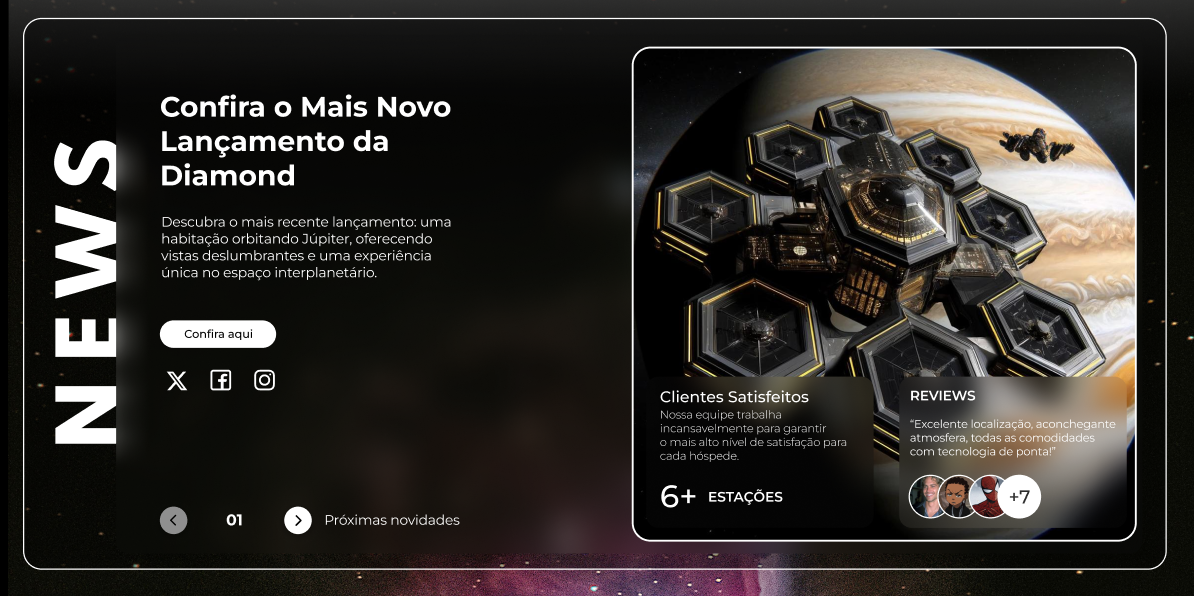 NEWS
Confira o Mais Novo
Lançamento da
Diamond
Descubra o mais recente lançamento: uma
habitação orbitando Júpiter, oferecendo
vistas deslumbrantes e uma experiência
única no espaço interplanetário.
Confira aqui
01
Próximas novidades
Clientes Satisfeitos
Nossa equipe trabalha
incansavelmente para garantir
o mais alto nível de satisfação para
cada hóspede.
6+ ESTAÇÕES
REVIEWS
“Excelente localização, aconchegante
atmosfera, todas as comodidades
com tecnologia de ponta!”
+7